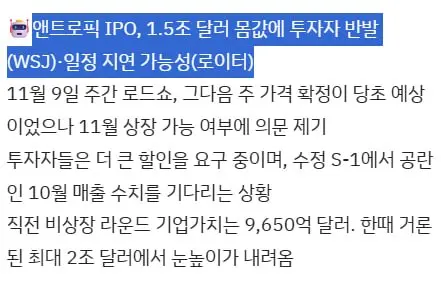 🤖앤트로픽 IPO, 1.5조 달러 몸값에 투자자 반발
(WSJ)·일정 지연 가능성(로이터)
11월 9일 주간 로드쇼, 그다음 주 가격 확정이 당초 예상
이었으나 11월 상장 가능 여부에 의문 제기
투자자들은 더 큰 할인을 요구 중이며, 수정 S-1에서 공란
인 10월 매출 수치를 기다리는 상황
직전 비상장 라운드 기업가치는 9,650억 달러. 한때 거론
된 최대 2조 달러에서 눈높이가 내려옴